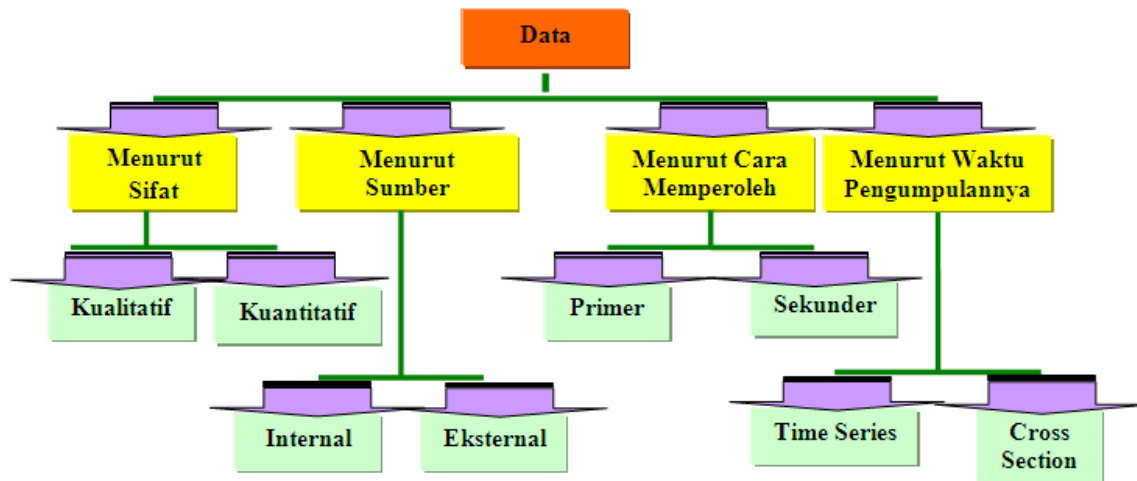 Data
Menurut
Sifat
Menurut
Sumber
Menurut Cara
Memperoleh
Menurut Waktu
Pengumpulannya
Kualitatif
Kuantitatif
Primer
Sekunder
Internal
Eksternal
Time Series
Cross
Section